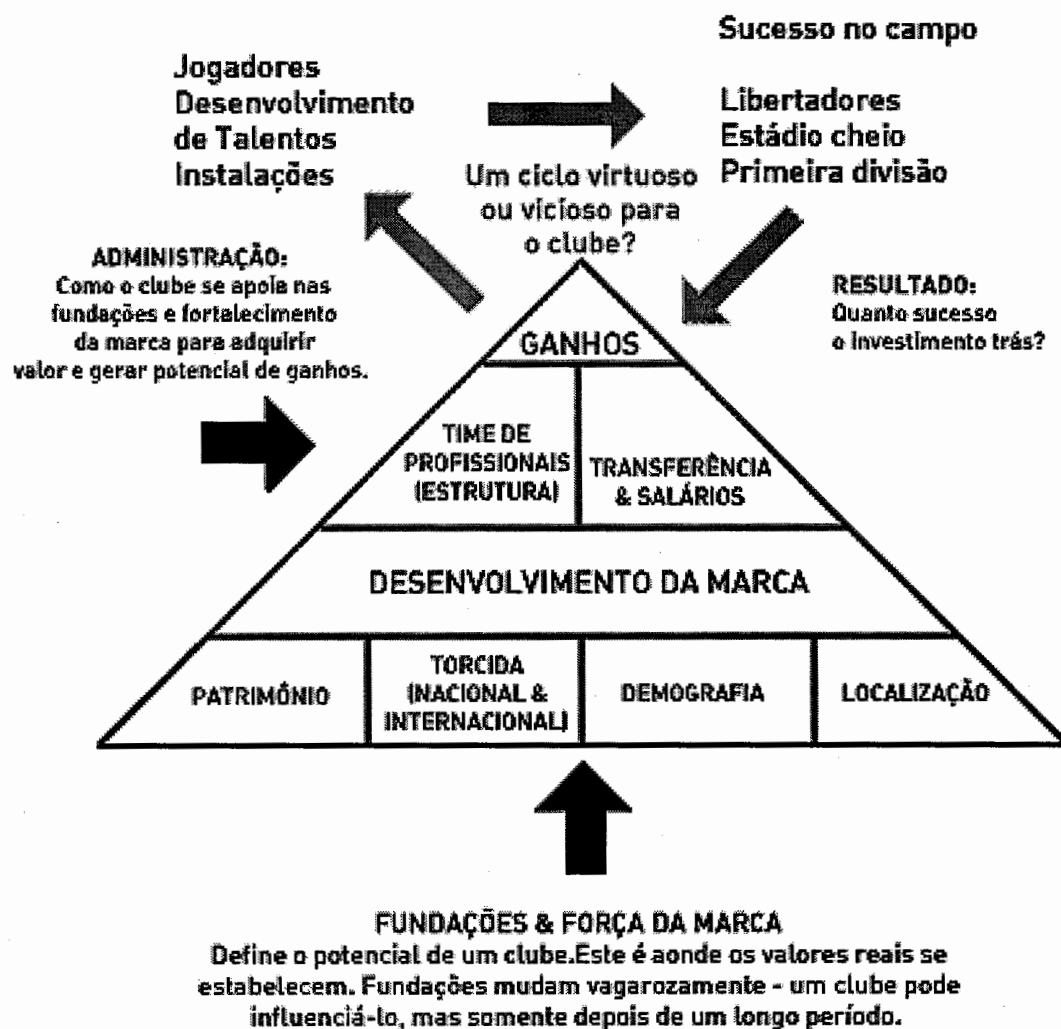 Sucesso no campo
Jogadores
Desenvolvimento
de Talentos
Instalações
Libertadores
Estádio cheio
Primeira divisão
Um ciclo virtuoso
ou vicioso para
o clube?
ADMINISTRAÇÃO:
Como o clube se apoia nas
fundações e fortalecimento
da marca para adquirir
valor e gerar potencial de ganhos.
RESULTADO:
Quanto sucesso
o investimento trás?
GANHOS
TIME DE
PROFISSIONAIS
(ESTRUTURA)
TRANSFERÊNCIA
& SALÁRIOS
DESENVOLVIMENTO DA MARCA
PATRIMÔNIO
TORCIDA
(NACIONAL &
INTERNACIONAL)
DEMOGRAFIA
LOCALIZAÇÃO
FUNDAÇÕES & FORÇA DA MARCA
Define o potencial de um clube.Este é aonde os valores reais se
estabelecem. Fundações mudam vagarozamente - um clube pode
influenciá-lo, mas somente depois de um longo período.